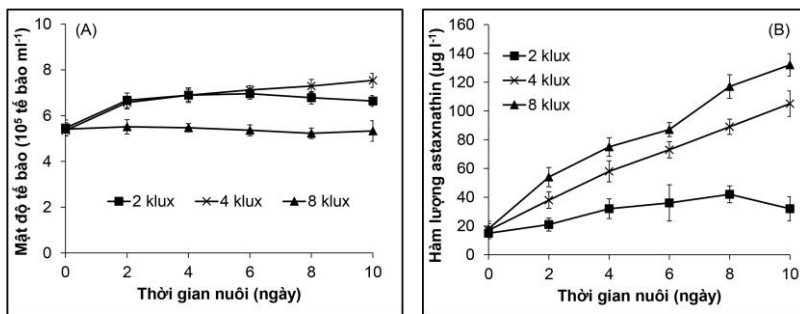 (A)
Mật độ tế bào (10⁵ tế bào ml⁻¹)
10
8
6
4
2
0
2 klux
4 klux
8 klux
0 2 4 6 8 10
Thời gian nuôi (ngày)
(B)
Hàm lượng astaxnathin (µg l⁻¹)
160
140
120
100
80
60
40
20
0
2 klux
4 klux
8 klux
0 2 4 6 8 10
Thời gian nuôi (ngày)